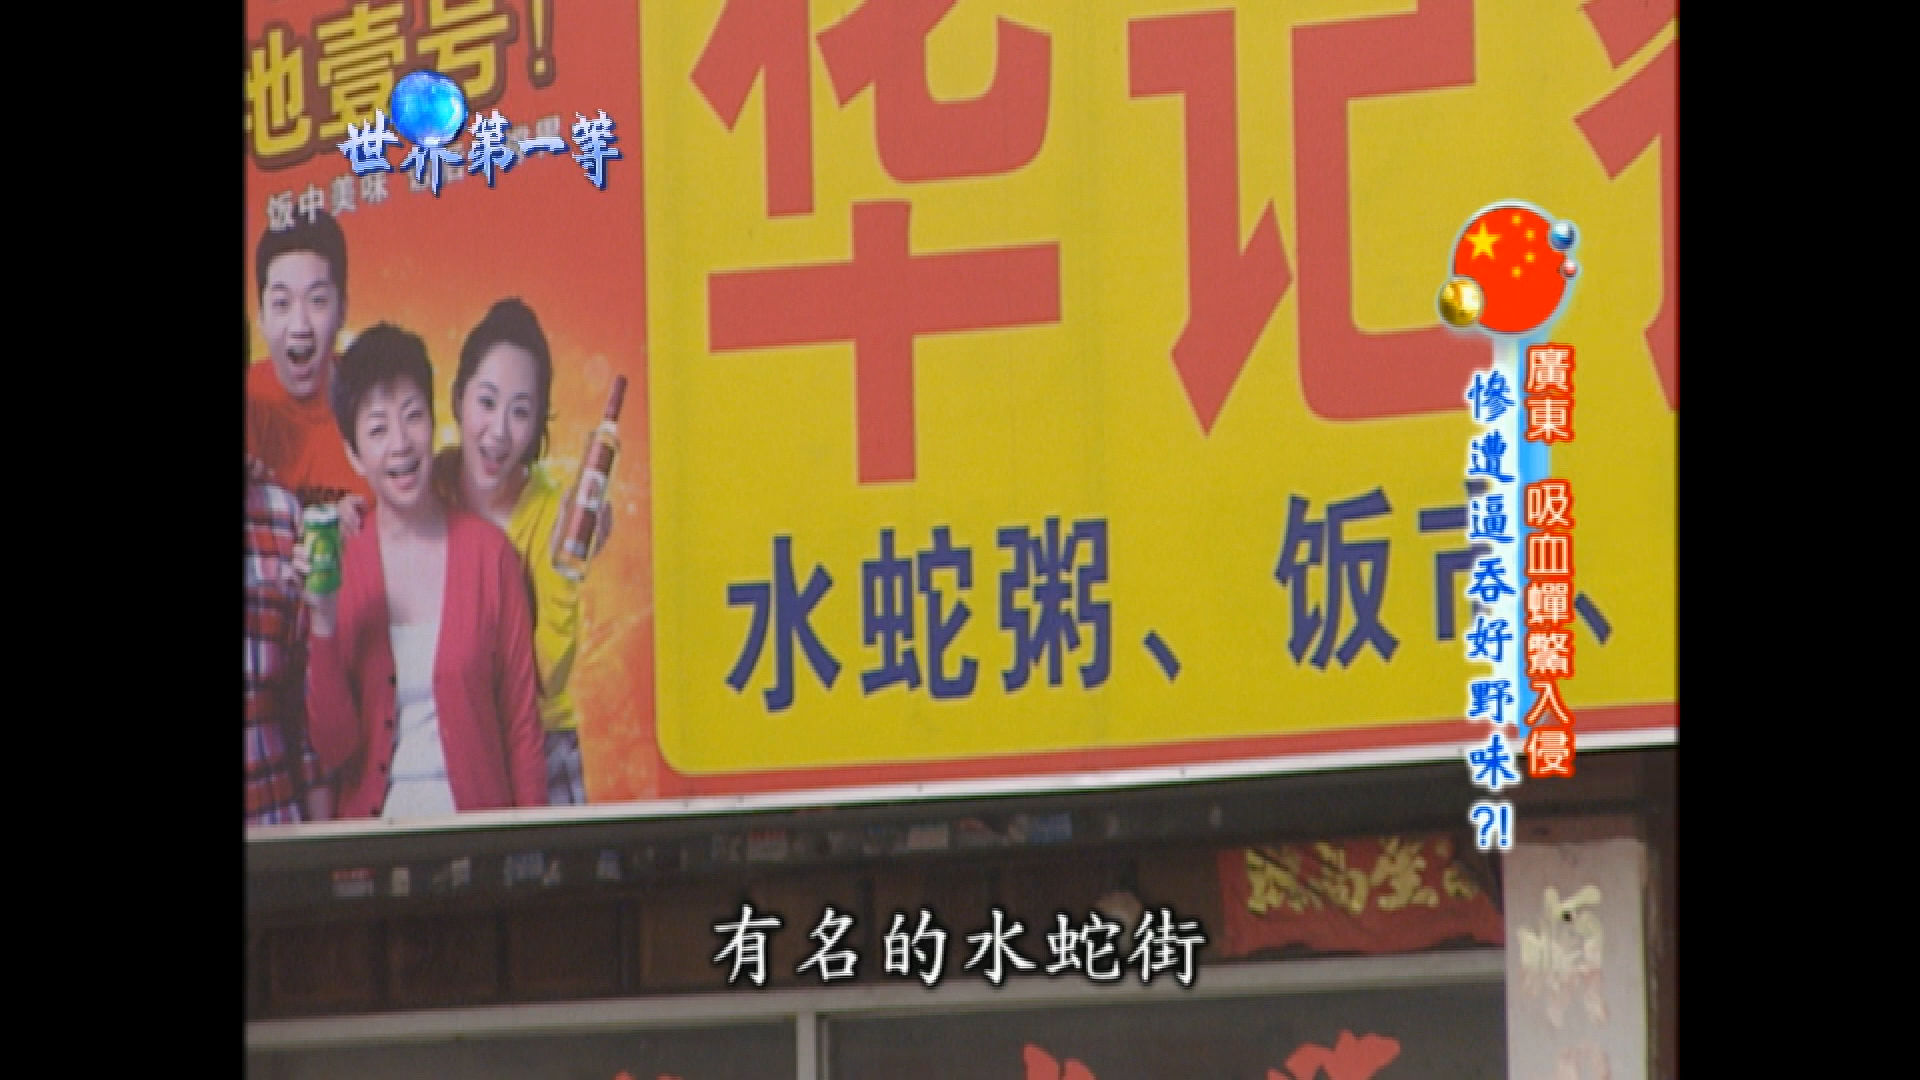 地壹号!
世界第一等
饭中美味
华记
水蛇粥、饭市、
廣東 吸血蟬鱉入侵
慘遭逼吞好野味?!
有名的水蛇街